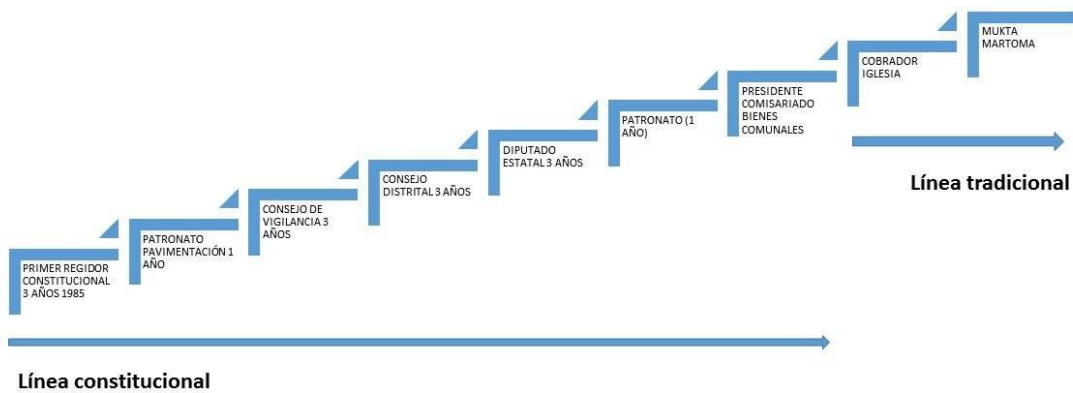 PRIMER REGIDOR
CONSTITUCIONAL
3 AÑOS 1985
PATRONATO
PAVIMENTACIÓN 1
AÑO
CONSEJO DE
VIGILANCIA 3
AÑOS
CONSEJO
DISTRITAL 3 AÑOS
DIPUTADO
ESTATAL 3 AÑOS
PATRONATO (1
AÑO)
PRESIDENTE
COMISARIADO
BIENES
COMUNALES
COBRADOR
IGLESIA
MUKTA
MARTOMA
Línea tradicional
Línea constitucional